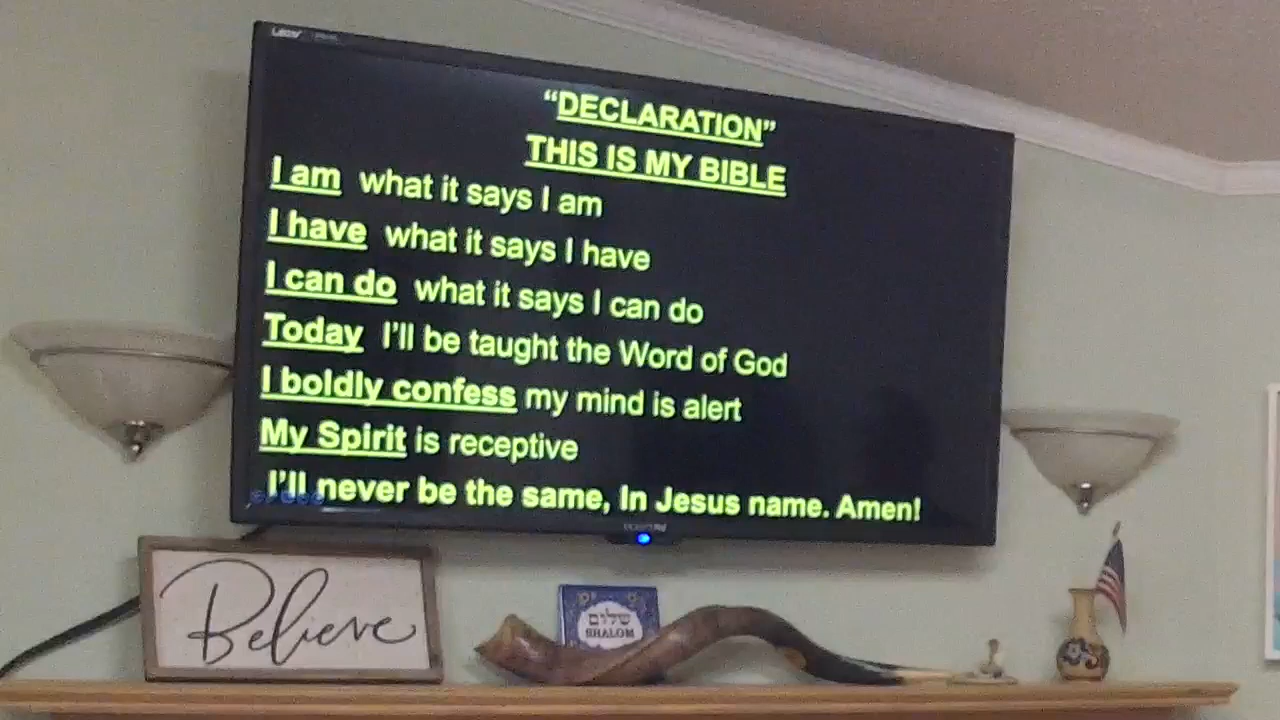 “DECLARATION”
THIS IS MY BIBLE
I am what it says I am
I have what it says I have
I can do what it says I can do
Today I’ll be taught the Word of God
I boldly confess my mind is alert
My Spirit is receptive
I’ll never be the same, In Jesus name. Amen!
Believe
שלום
SHALOM